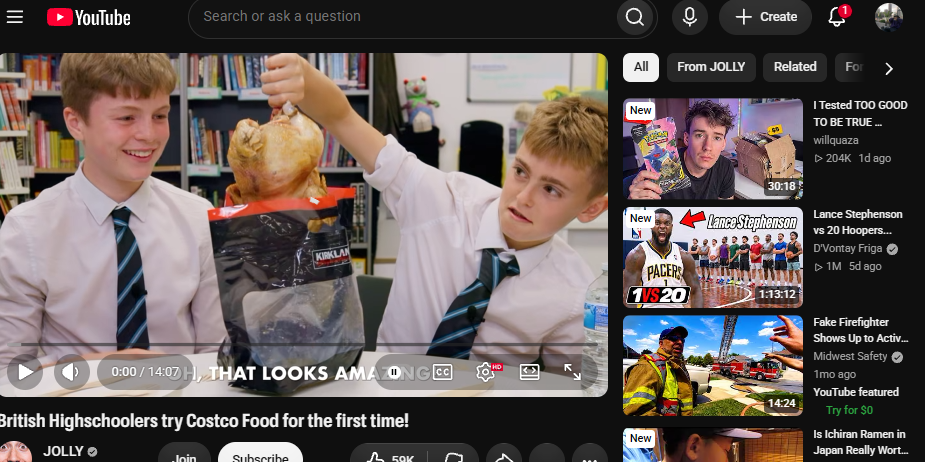 YouTube
Search or ask a question
Create
1
KIRKLAN
0:00 / 14:07
OH, THAT LOOKS AMAZING
CC
HD
British Highschoolers try Costco Food for the first time!
JOLLY
Join
Subscribe
59K
All
From JOLLY
Related
For
New
30:18
I Tested TOO GOOD
TO BE TRUE ...
willquaza
204K 1d ago
New
Lance Stephenson
PACERS
1VS20
1:13:12
Lance Stephenson
vs 20 Hoopers...
D'Vontay Friga
1M 5d ago
14:24
Fake Firefighter
Shows Up to Activ...
Midwest Safety
1mo ago
YouTube featured
Try for $0
New
Is Ichiran Ramen in
Japan Really Wort...